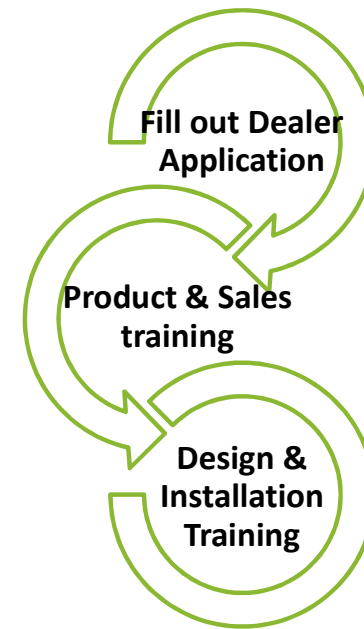 Fill out Dealer
Application
Product & Sales
training
Design &
Installation
Training